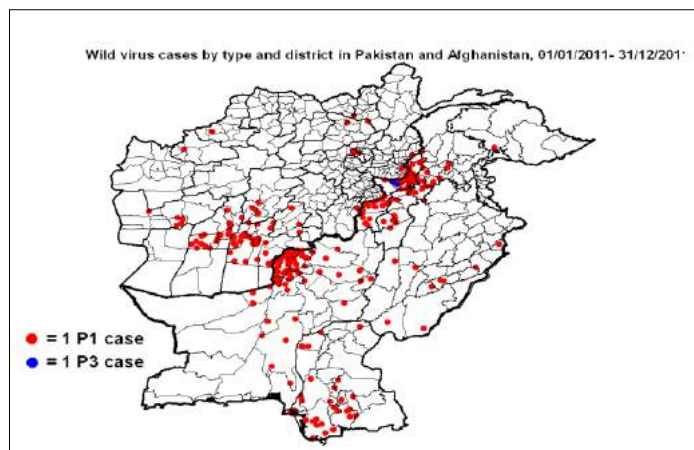 Wild virus cases by type and district in Pakistan and Afghanistan, 01/01/2011- 31/12/201
= 1 P1 case
= 1 P3 case